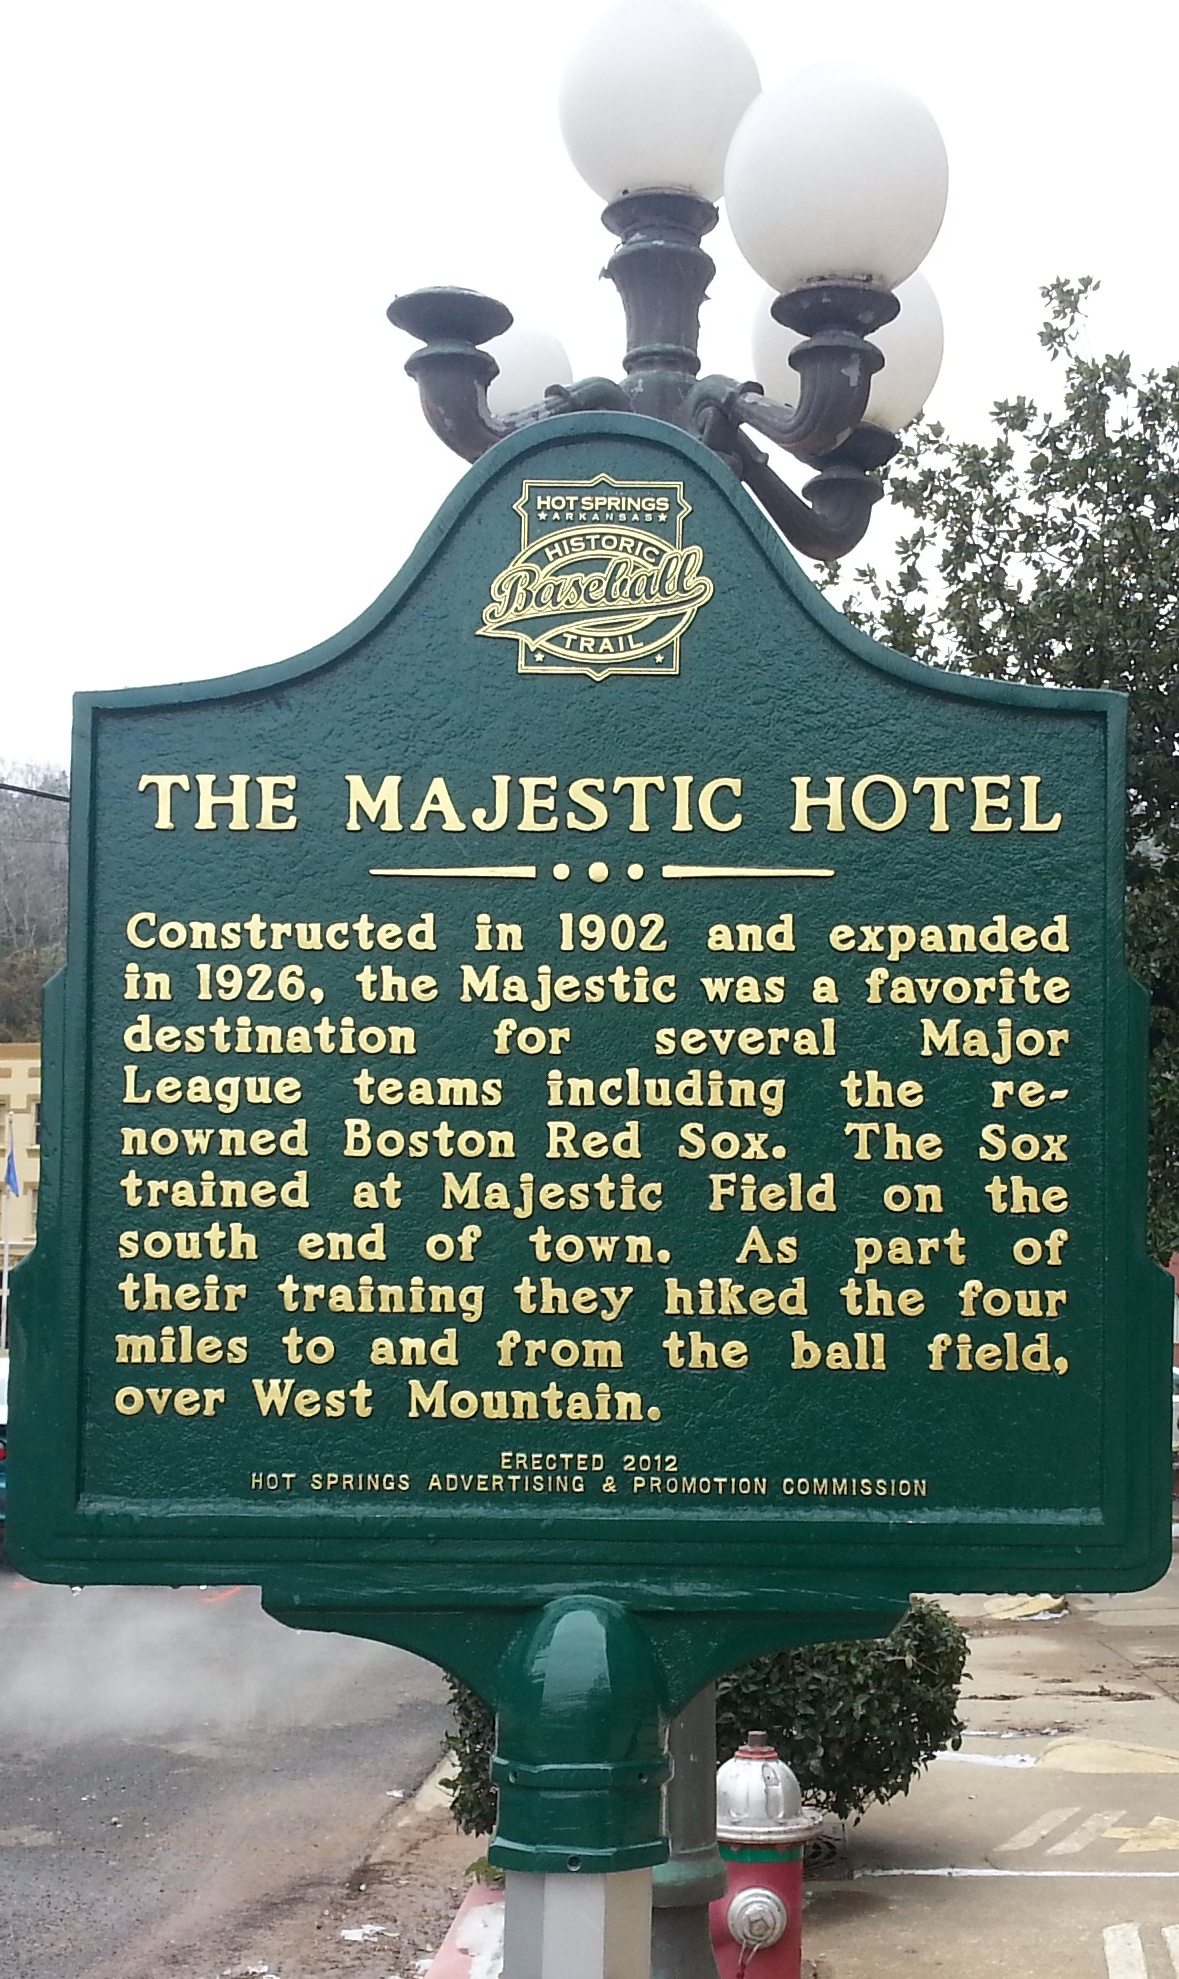 HOT SPRINGS
★ARKANSAS★
HISTORIC
Baseball
TRAIL
THE MAJESTIC HOTEL
Constructed in 1902 and expanded
in 1926, the Majestic was a favorite
destination for several Major
League teams including the re-
nowned Boston Red Sox. The Sox
trained at Majestic Field on the
south end of town. As part of
their training they hiked the four
miles to and from the ball field,
over West Mountain.
ERECTED 2012
HOT SPRINGS ADVERTISING & PROMOTION COMMISSION